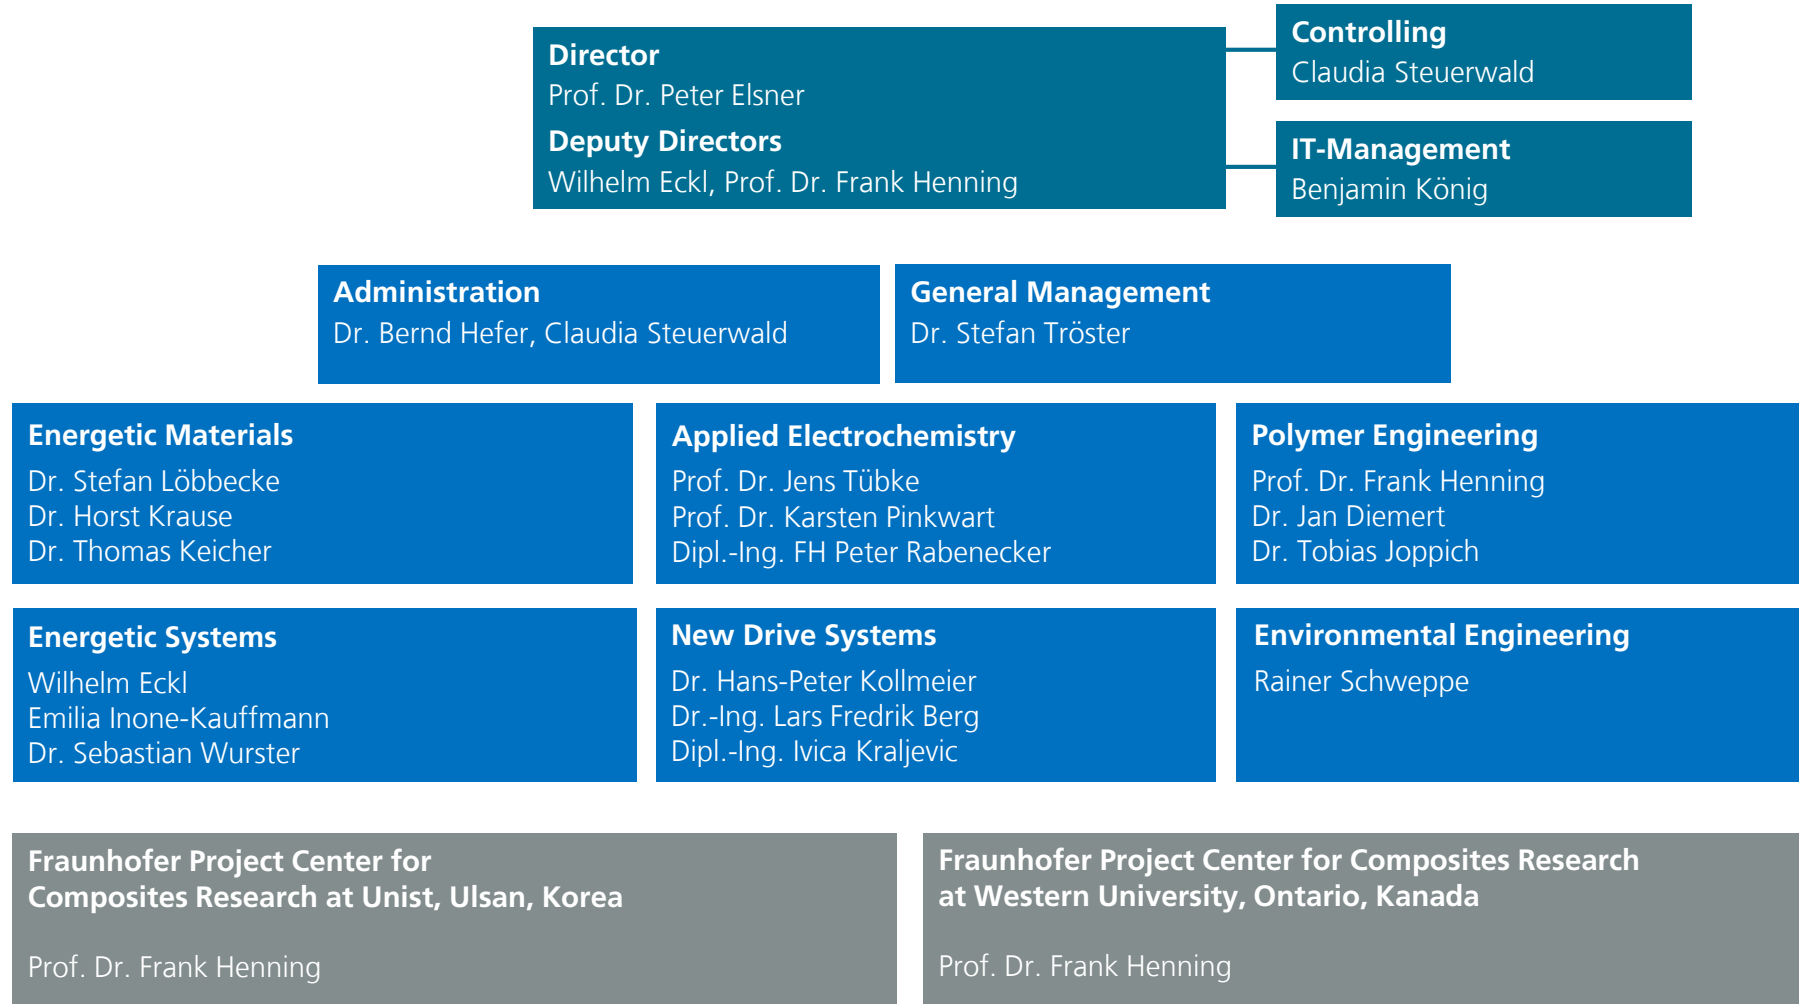 Director
Prof. Dr. Peter Elsner
Deputy Directors
Wilhelm Eckl, Prof. Dr. Frank Henning
Controlling
Claudia Steuerwald
IT-Management
Benjamin König
Administration
Dr. Bernd Hefer, Claudia Steuerwald
General Management
Dr. Stefan Tröster
Energetic Materials
Dr. Stefan Löbbecke
Dr. Horst Krause
Dr. Thomas Keicher
Applied Electrochemistry
Prof. Dr. Jens Tübke
Prof. Dr. Karsten Pinkwart
Dipl.-Ing. FH Peter Rabenecker
Polymer Engineering
Prof. Dr. Frank Henning
Dr. Jan Diemert
Dr. Tobias Joppich
Energetic Systems
Wilhelm Eckl
Emilia Inone-Kauffmann
Dr. Sebastian Wurster
New Drive Systems
Dr. Hans-Peter Kollmeier
Dr.-Ing. Lars Fredrik Berg
Dipl.-Ing. Ivica Kraljevic
Environmental Engineering
Rainer Schweppe
Fraunhofer Project Center for
Composites Research at Unist, Ulsan, Korea
Prof. Dr. Frank Henning
Fraunhofer Project Center for Composites Research
at Western University, Ontario, Kanada
Prof. Dr. Frank Henning